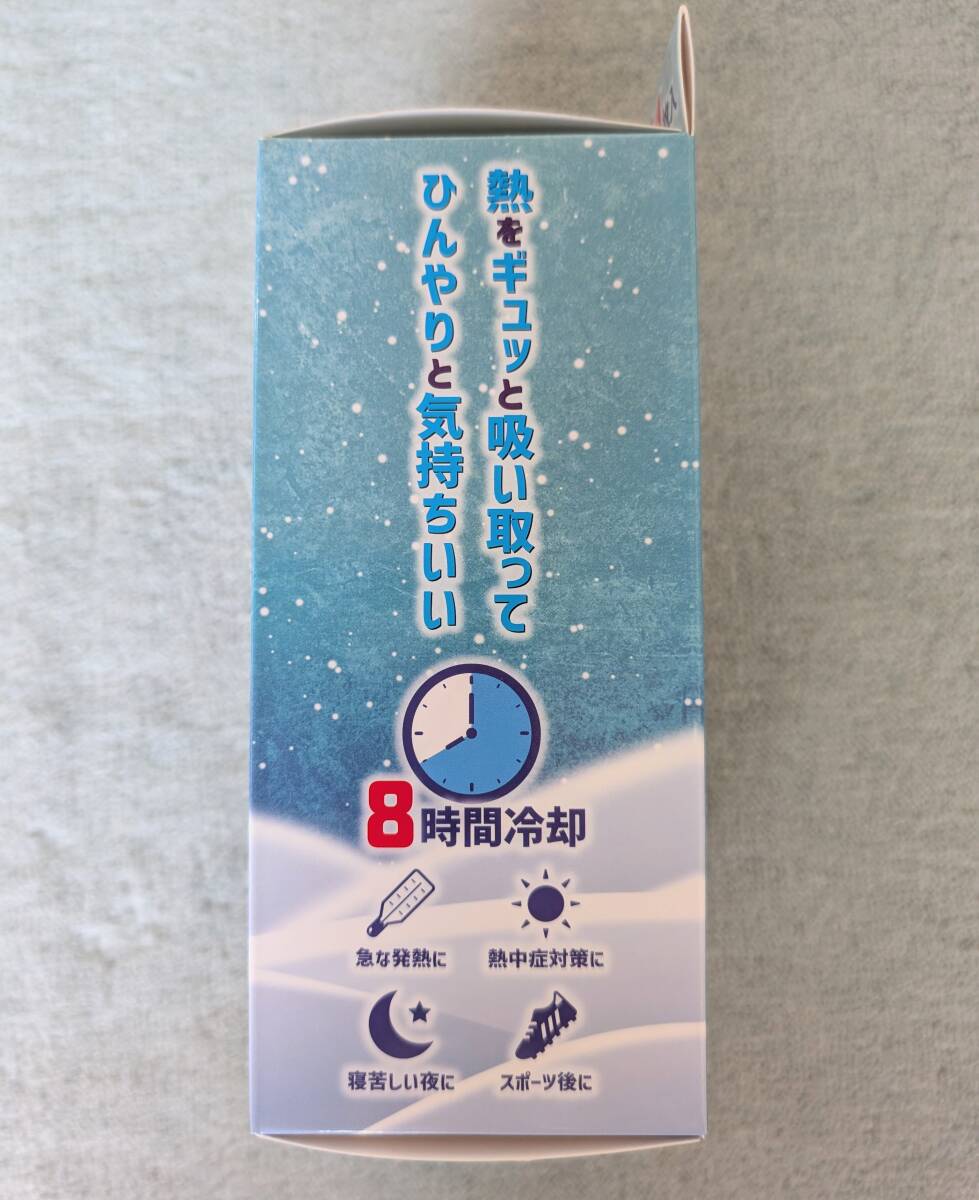 熱をギュッと吸い取って
ひんやりと気持ちいい
8時間冷却
急な発熱に
熱中症対策に
寝苦しい夜に
スポーツ後に